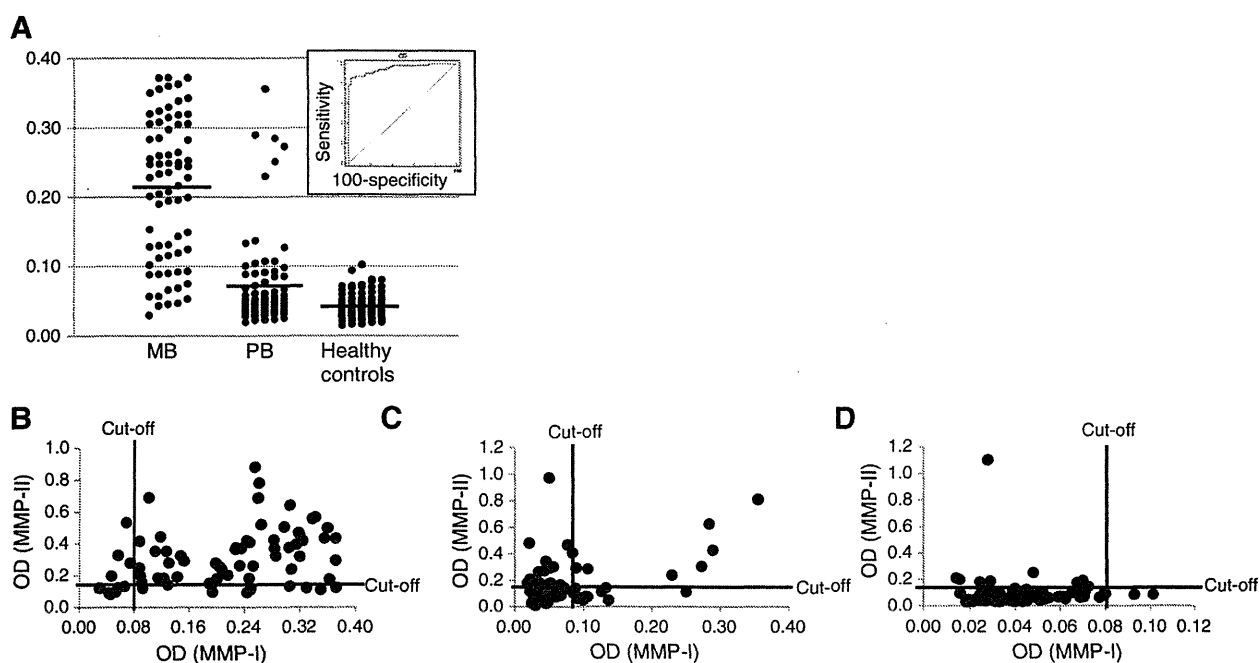 A
0.40
0.30
0.20
0.10
0.00
MB
PB
Healthy
controls
Sensitivity
100-specificity
B
Cut-off
OD (MMP-II)
1.0
0.8
0.6
0.4
0.2
0.0
Cut-off
0.00 0.08 0.16 0.24 0.32 0.40
OD (MMP-I)
C
Cut-off
OD (MMP-II)
1.2
1.0
0.8
0.6
0.4
0.2
0.0
Cut-off
0.00 0.10 0.20 0.30 0.40
OD (MMP-I)
D
Cut-off
OD (MMP-II)
1.2
1.0
0.8
0.6
0.4
0.2
0.0
Cut-off
0.00 0.02 0.04 0.06 0.08 0.10 0.12
OD (MMP-I)